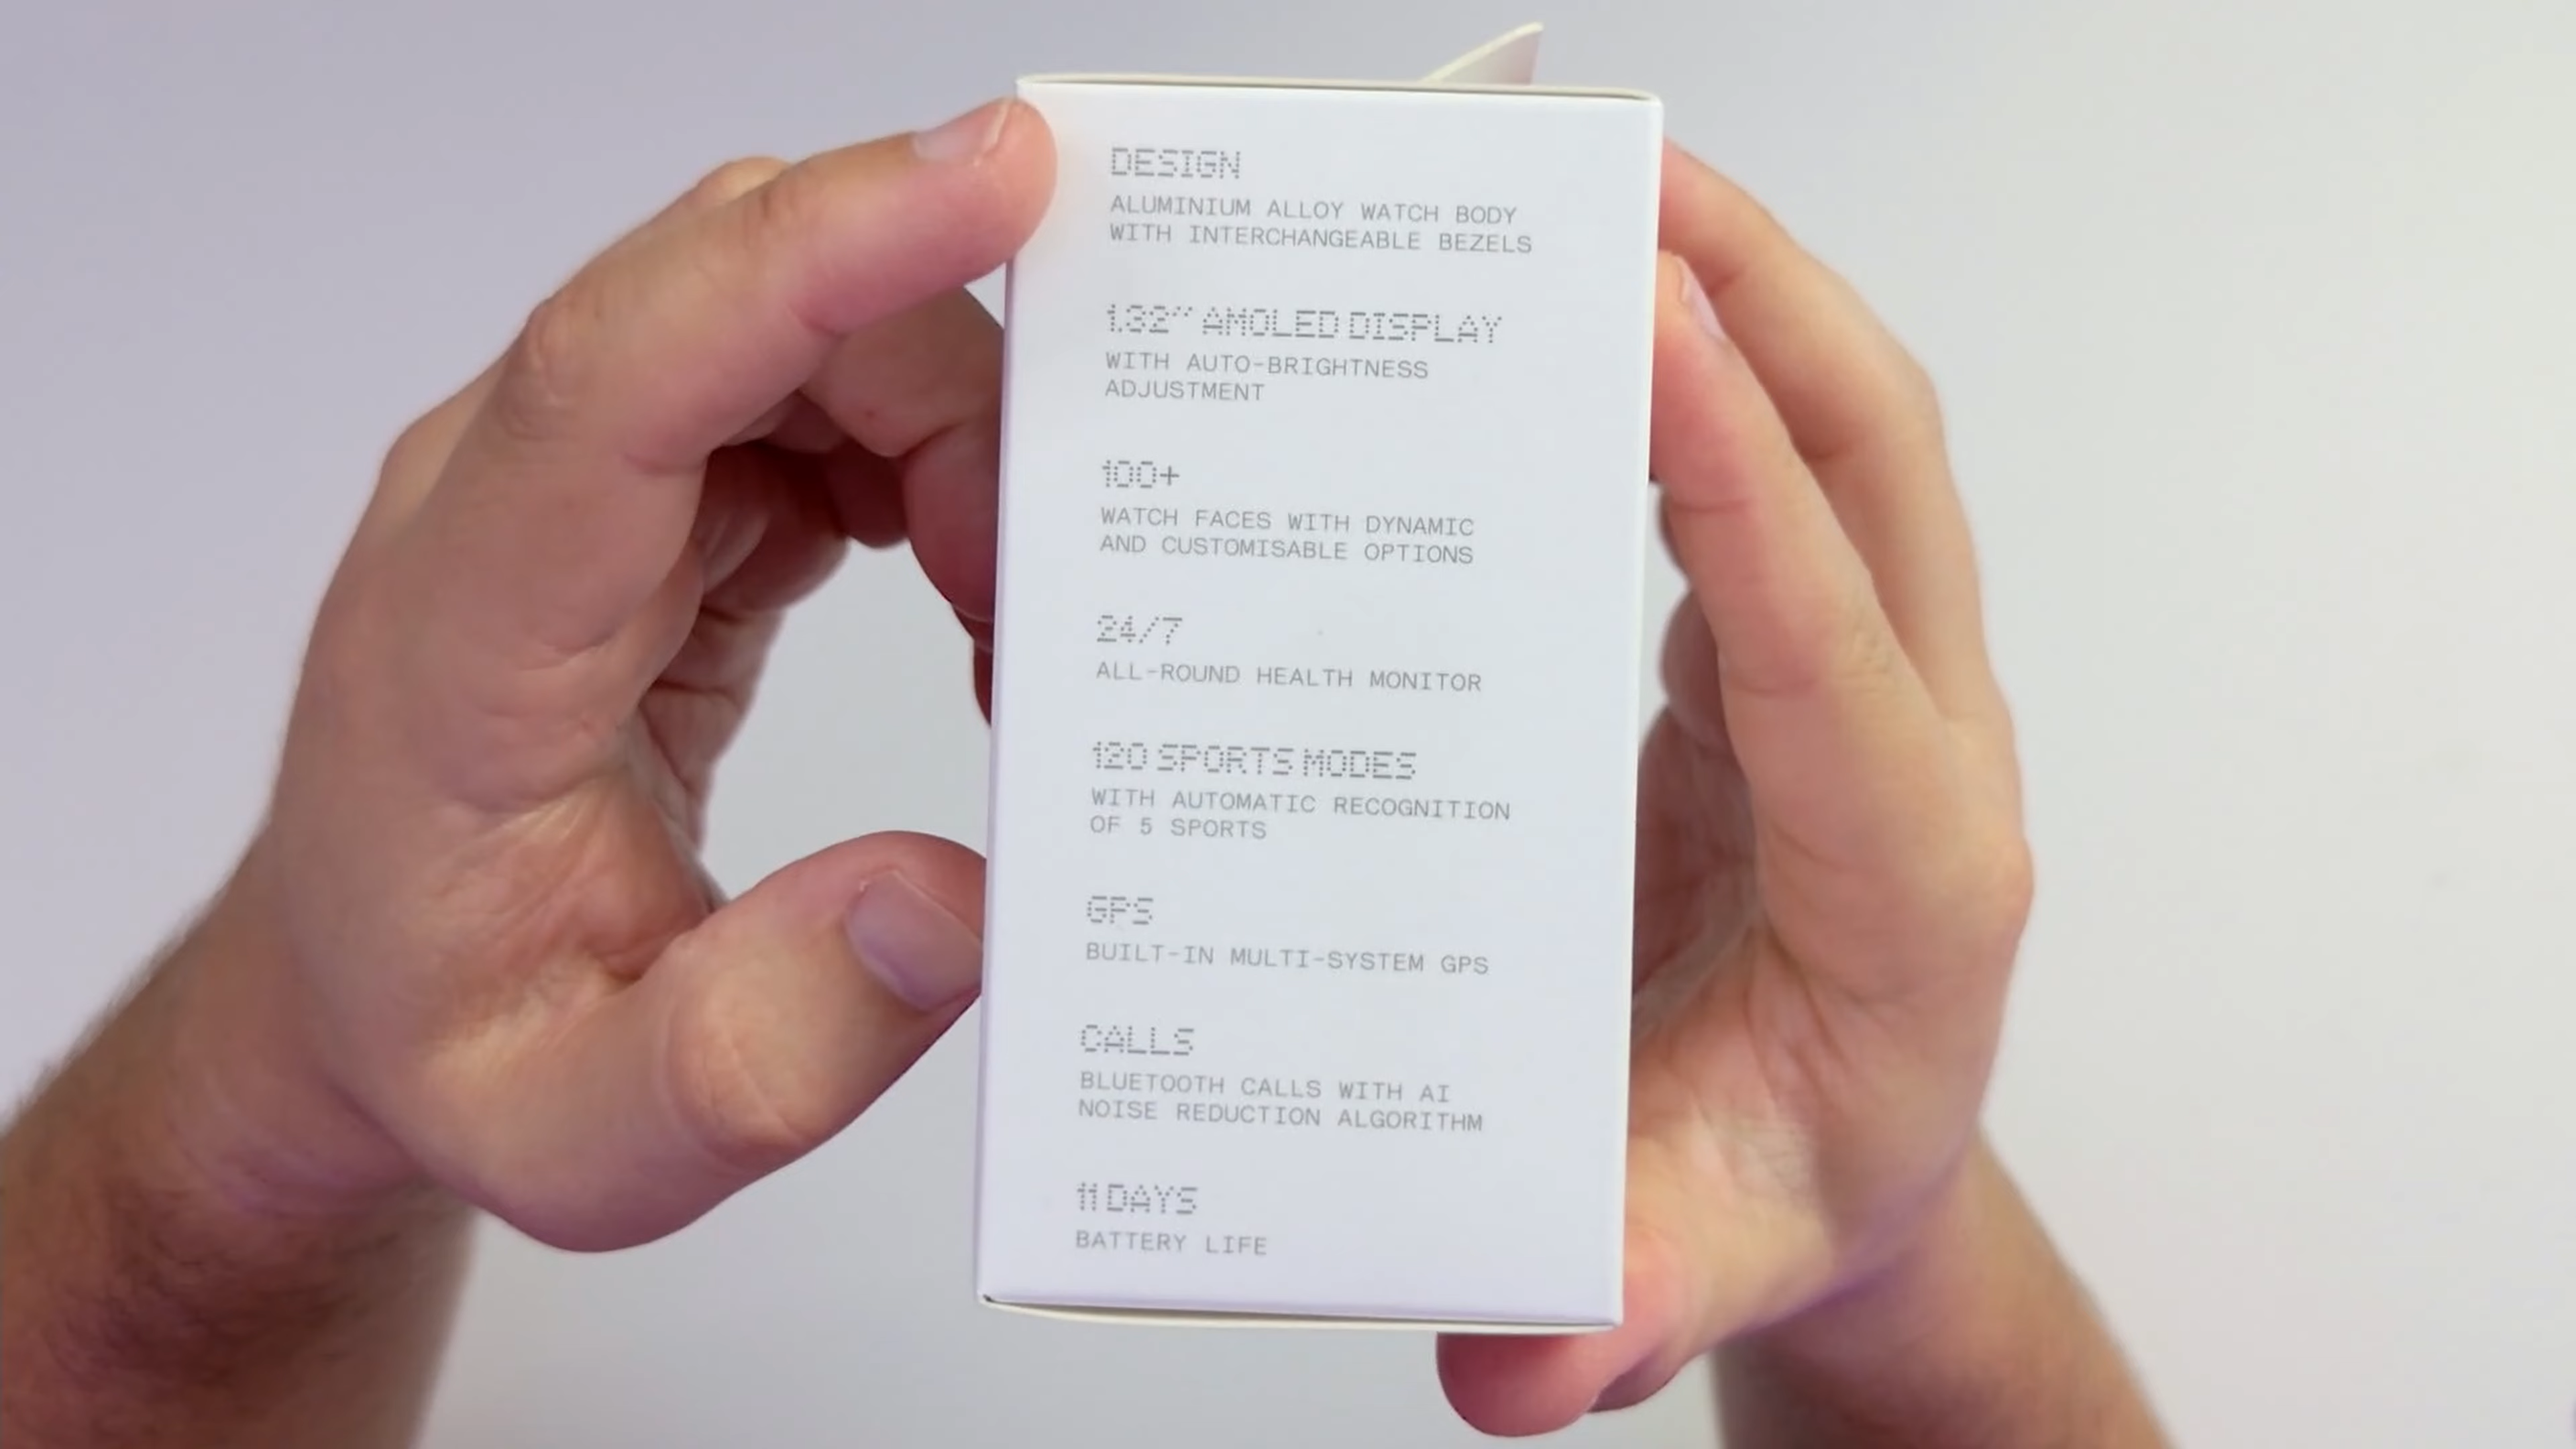 DESIGN
ALUMINIUM ALLOY WATCH BODY
WITH INTERCHANGEABLE BEZELS
1.32" AMOLED DISPLAY
WITH AUTO-BRIGHTNESS
ADJUSTMENT
100+
WATCH FACES WITH DYNAMIC
AND CUSTOMISABLE OPTIONS
24/7
ALL-ROUND HEALTH MONITOR
120 SPORTS MODES
WITH AUTOMATIC RECOGNITION
OF 5 SPORTS
GPS
BUILT-IN MULTI-SYSTEM GPS
CALLS
BLUETOOTH CALLS WITH AI
NOISE REDUCTION ALGORITHM
11 DAYS
BATTERY LIFE